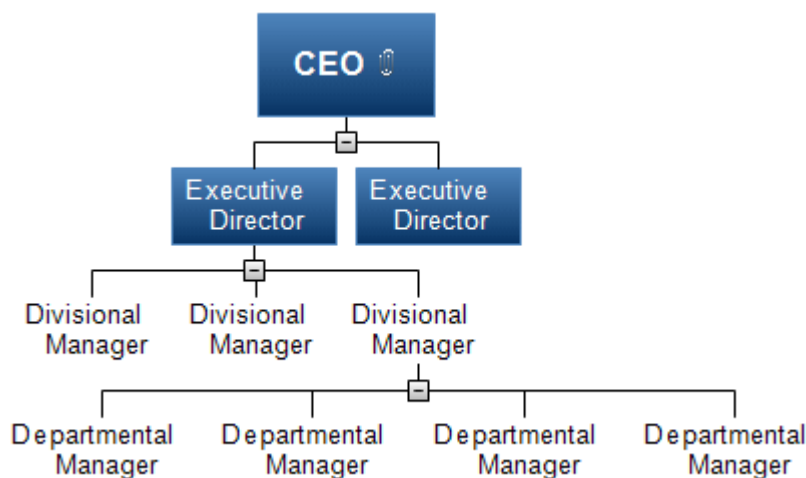 CEO
Executive Director
Executive Director
Divisional Manager
Divisional Manager
Divisional Manager
Departmental Manager
Departmental Manager
Departmental Manager
Departmental Manager